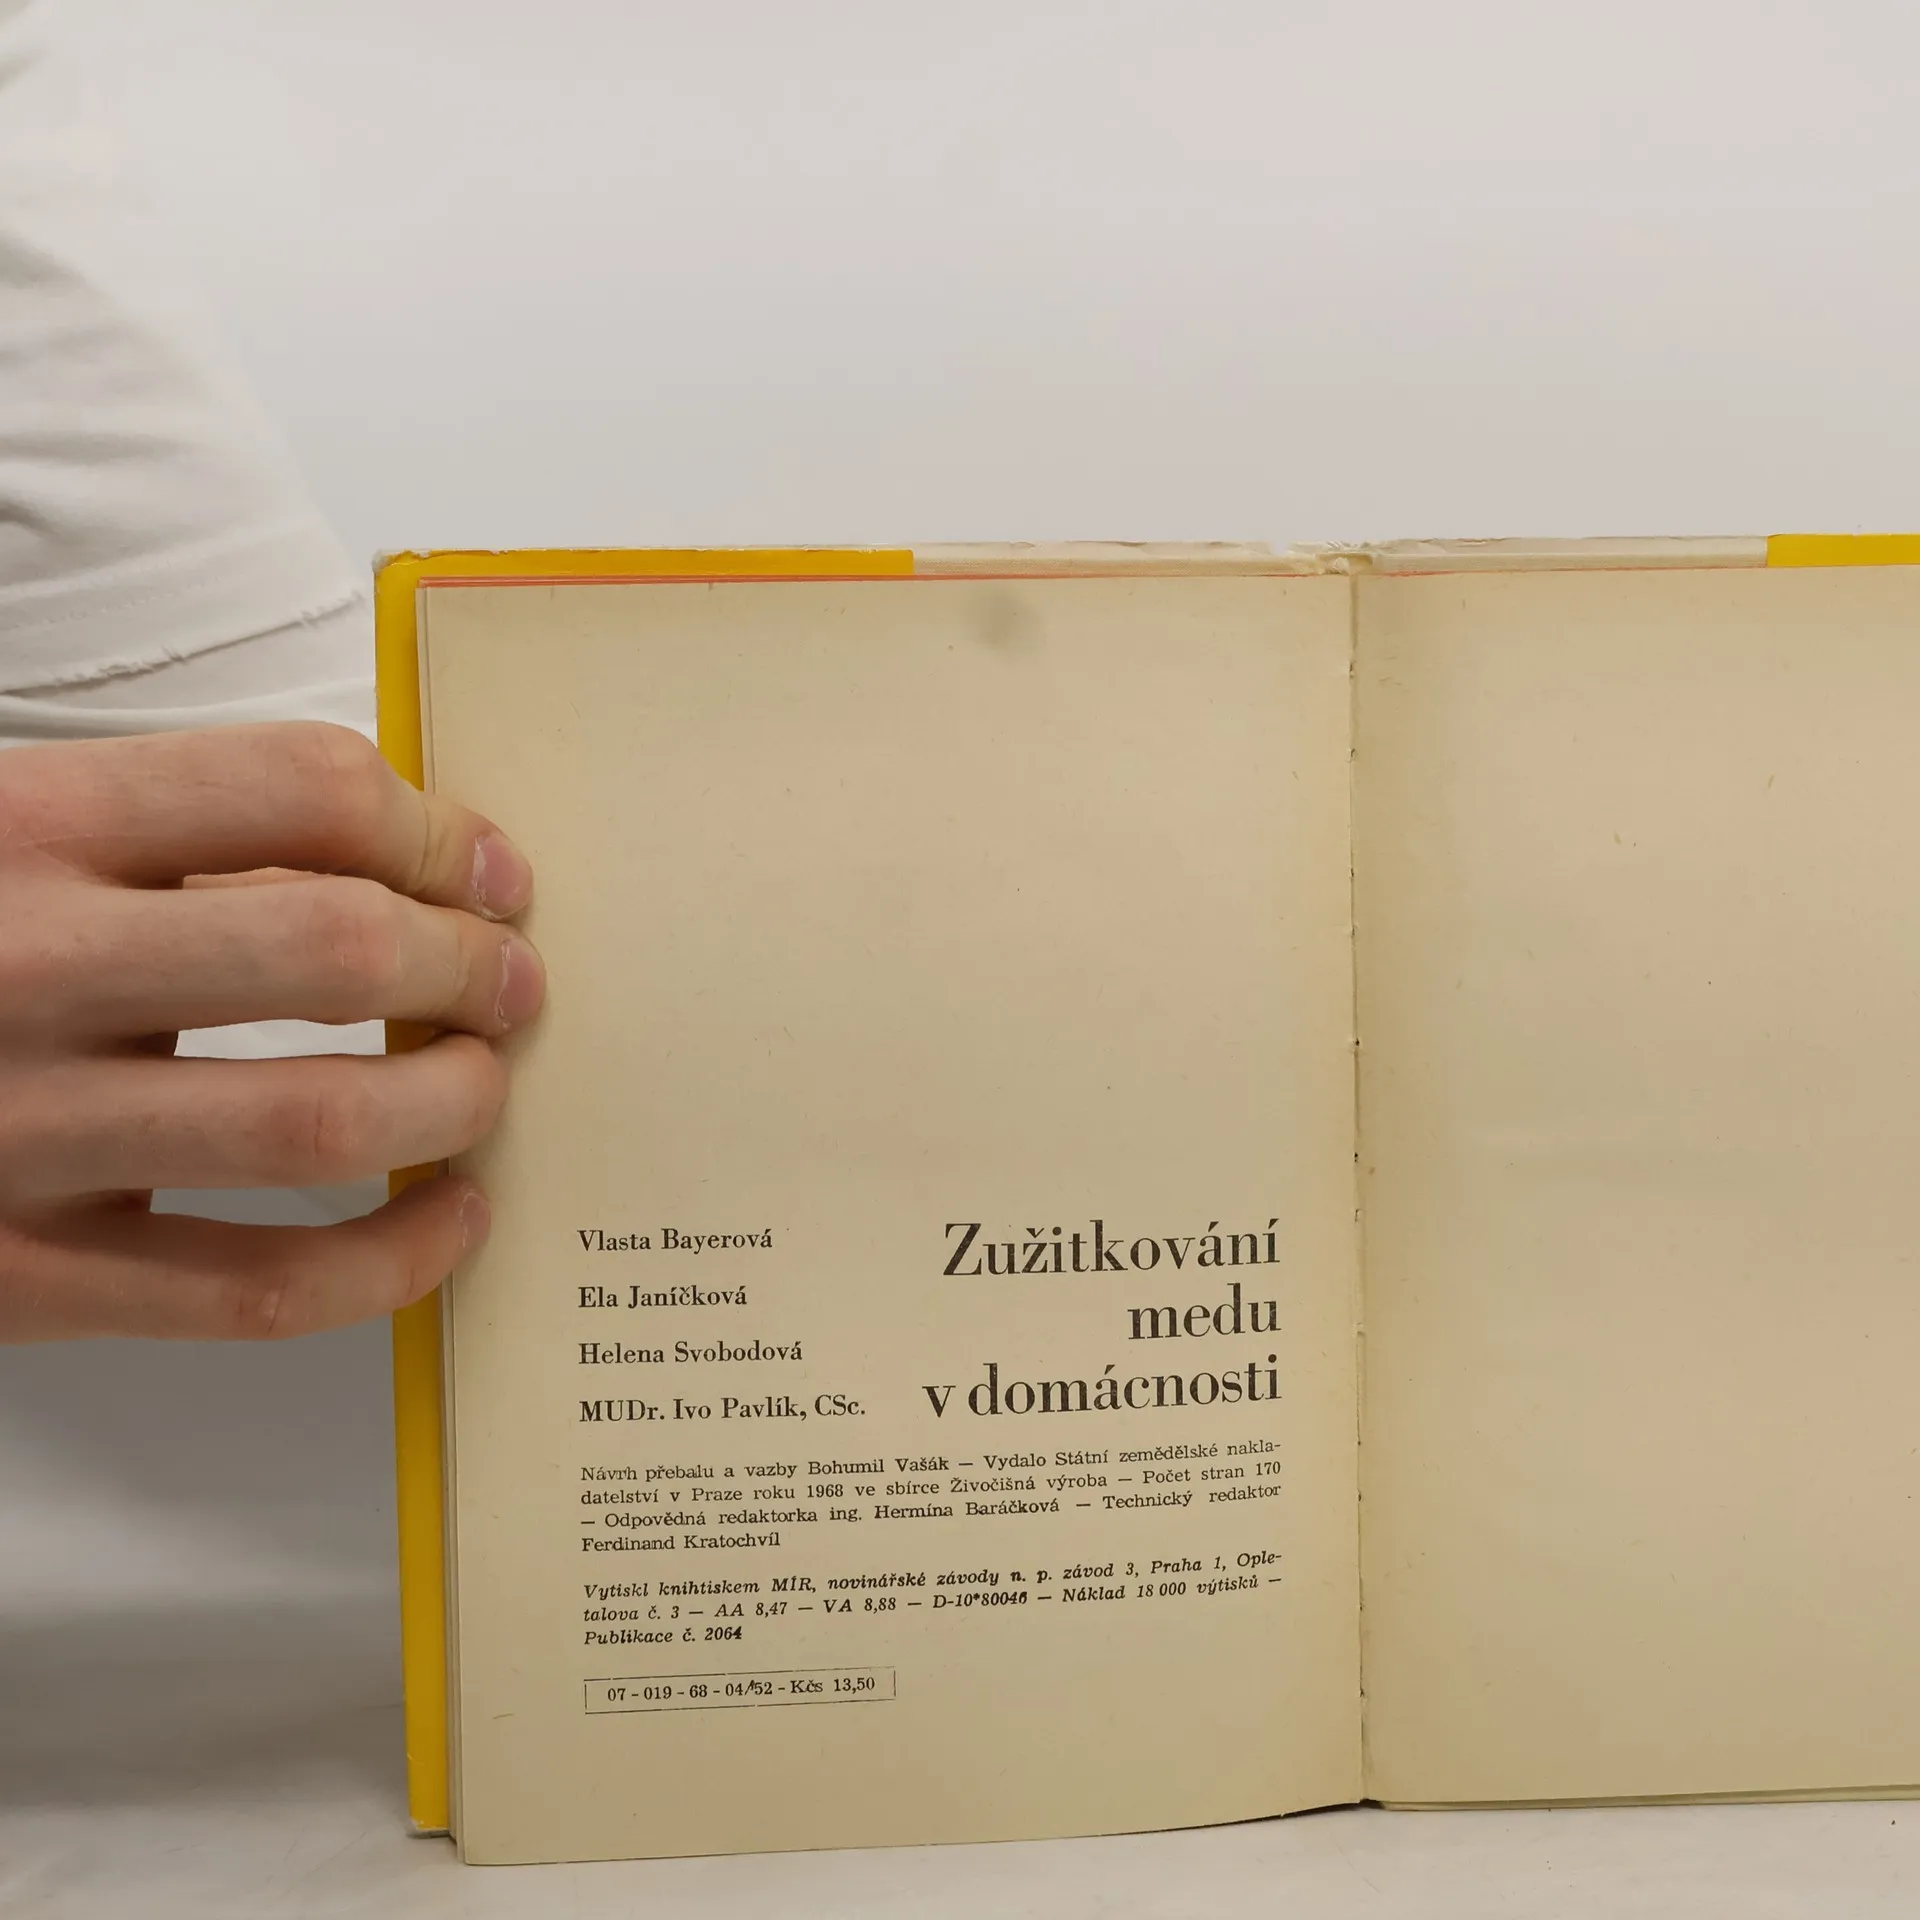 Vlasta Bayerová
Ela Janíčková
Helena Svobodová
MUDr. Ivo Pavlík, CSc.
Zužitkování
medu
v domácnosti
Návrh přebalu a vazby Bohumil Vašák — Vydalo Státní zemědělské nakla-
datelství v Praze roku 1968 ve sbírce Živočišná výroba — Počet stran 170
— Odpovědná redaktorka ing. Hermína Baráčková — Technický redaktor
Ferdinand Kratochvíl
Vytiskl knihtiskem MÍR, novinářské závody n. p. závod 3, Praha 1, Ople-
talova č. 3 — AA 8,47 — VA 8,88 — D-10*80046 — Náklad 18 000 výtisků —
Publikace č. 2064
07 - 019 - 68 - 04/52 - Kčs 13,50